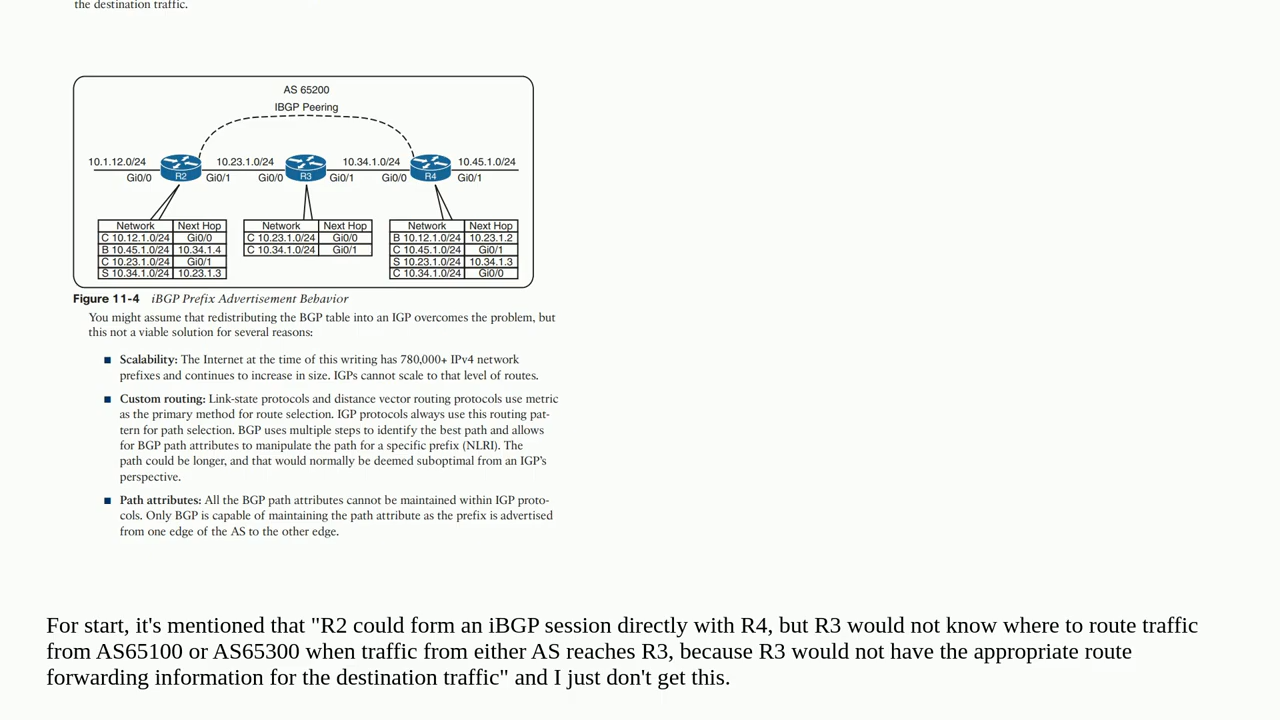 the destination traffic.
AS 65200
IBGP Peering
10.1.12.0/24 10.23.1.0/24 10.34.1.0/24 10.45.1.0/24
R2 R3 R4
Gi0/0 Gi0/1 Gi0/0 Gi0/1 Gi0/0 Gi0/1
Network Next Hop
C 10.12.1.0/24 Gi0/0
B 10.45.1.0/24 10.34.1.4
C 10.23.1.0/24 Gi0/1
S 10.34.1.0/24 10.23.1.3
Network Next Hop
C 10.23.1.0/24 Gi0/0
C 10.34.1.0/24 Gi0/1
Network Next Hop
B 10.12.1.0/24 10.23.1.2
C 10.45.1.0/24 Gi0/1
S 10.23.1.0/24 10.34.1.3
C 10.34.1.0/24 Gi0/0
Figure 11-4 iBGP Prefix Advertisement Behavior
You might assume that redistributing the BGP table into an IGP overcomes the problem, but
this not a viable solution for several reasons:
■ Scalability: The Internet at the time of this writing has 780,000+ IPv4 network
prefixes and continues to increase in size. IGPs cannot scale to that level of routes.
■ Custom routing: Link-state protocols and distance vector routing protocols use metric
as the primary method for route selection. IGP protocols always use this routing pat-
tern for path selection. BGP uses multiple steps to identify the best path and allows
for BGP path attributes to manipulate the path for a specific prefix (NLRI). The
path could be longer, and that would normally be deemed suboptimal from an IGP's
perspective.
■ Path attributes: All the BGP path attributes cannot be maintained within IGP proto-
cols. Only BGP is capable of maintaining the path attribute as the prefix is advertised
from one edge of the AS to the other edge.
For start, it's mentioned that "R2 could form an iBGP session directly with R4, but R3 would not know where to route traffic
from AS65100 or AS65300 when traffic from either AS reaches R3, because R3 would not have the appropriate route
forwarding information for the destination traffic" and I just don't get this.